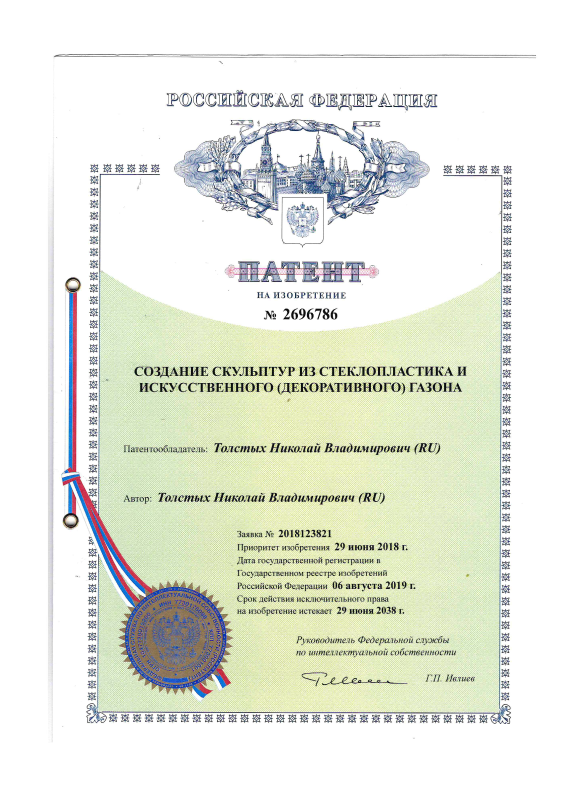 РОССИЙСКАЯ ФЕДЕРАЦИЯ
ПАТЕНТ
НА ИЗОБРЕТЕНИЕ
№ 2696786
СОЗДАНИЕ СКУЛЬПТУР ИЗ СТЕКЛОПЛАСТИКА И
ИСКУССТВЕННОГО (ДЕКОРАТИВНОГО) ГАЗОНА
Патентообладатель: Толстых Николай Владимирович (RU)
Автор: Толстых Николай Владимирович (RU)
Заявка № 2018123821
Приоритет изобретения 29 июня 2018 г.
Дата государственной регистрации в
Государственном реестре изобретений
Российской Федерации 06 августа 2019 г.
Срок действия исключительного права
на изобретение истекает 29 июня 2038 г.
Руководитель Федеральной службы
по интеллектуальной собственности
Г.П. Ивлиев